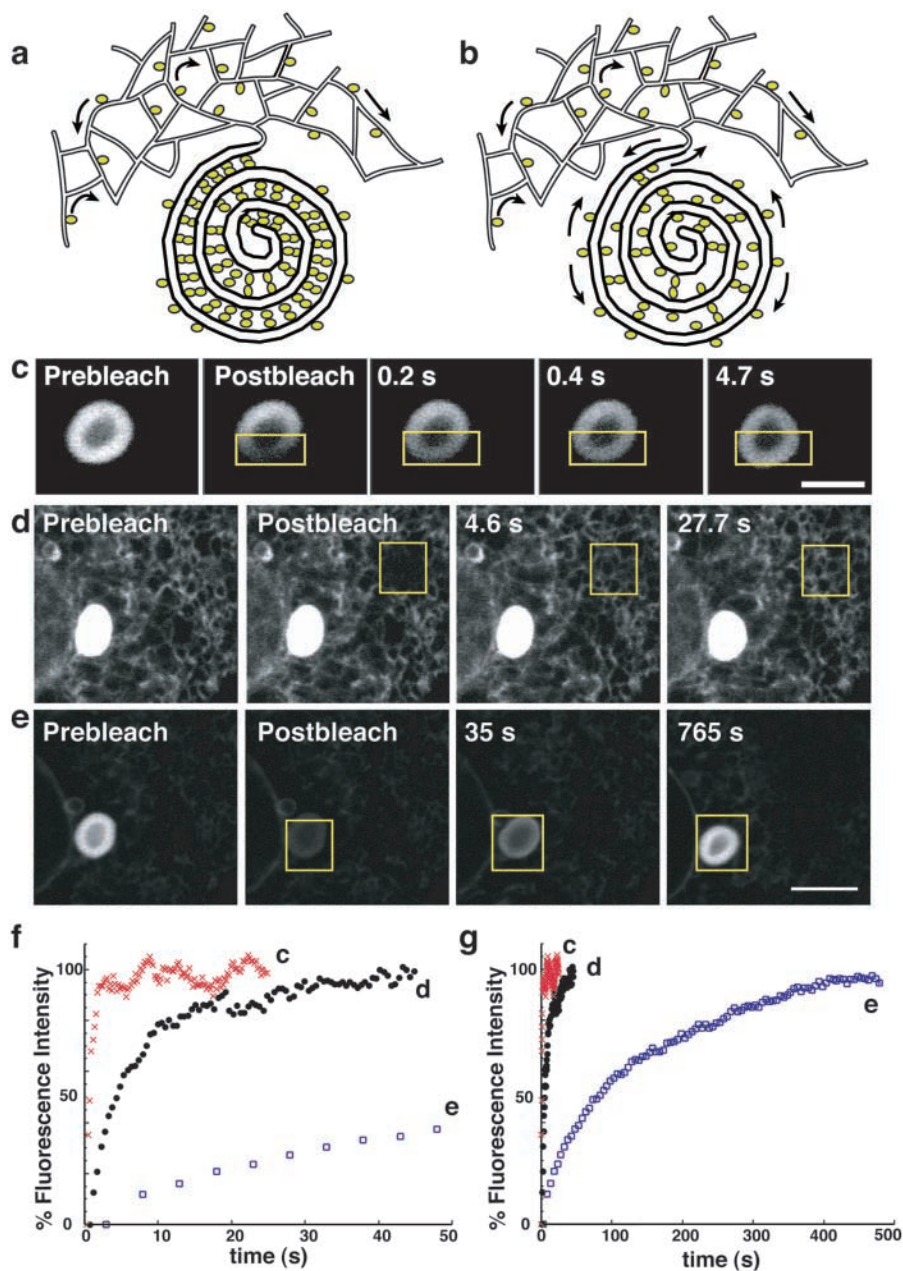 a
b
c
Prebleach
Postbleach
0.2 s
0.4 s
4.7 s
d
Prebleach
Postbleach
4.6 s
27.7 s
e
Prebleach
Postbleach
35 s
765 s
f
g
% Fluorescence Intensity
100
50
0
0
10
20
30
40
50
time (s)
c
d
e
% Fluorescence Intensity
100
50
0
0
100
200
300
400
500
time (s)
c
d
e